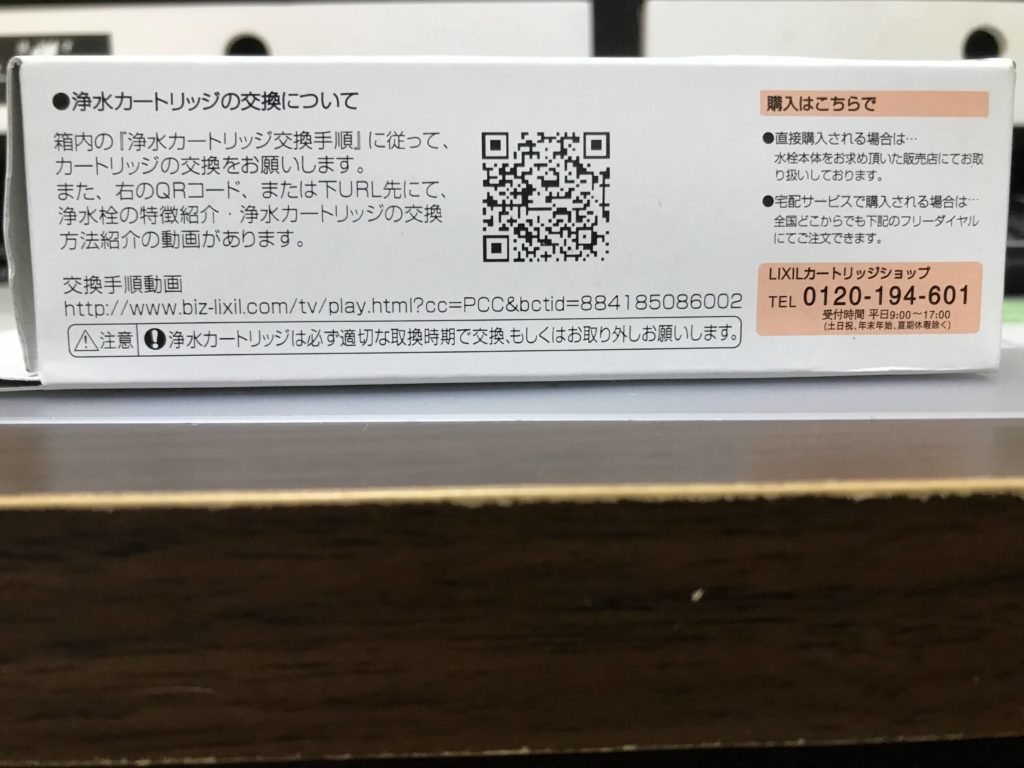 ●浄水カートリッジの交換について
箱内の『浄水カートリッジ交換手順』に従って、
カートリッジの交換をお願いします。
また、右のQRコード、または下URL先にて、
浄水栓の特徴紹介・浄水カートリッジの交換
方法紹介の動画があります。
交換手順動画
http://www.biz-lixil.com/tv/play.html?cc=PCC&bctid=884185086002
注意 浄水カートリッジは必ず適切な取換時期で交換、もしくはお取り外しお願いします。
購入はこちらで
●直接購入される場合は…
水栓本体をお求め頂いた販売店にてお取
り扱いしております。
●宅配サービスで購入される場合は…
全国どこからでも下記のフリーダイヤル
にてご注文できます。
LIXILカートリッジショップ
TEL 0120-194-601
受付時間 平日9:00〜17:00
(土日祝、年末年始、夏期休暇除く)